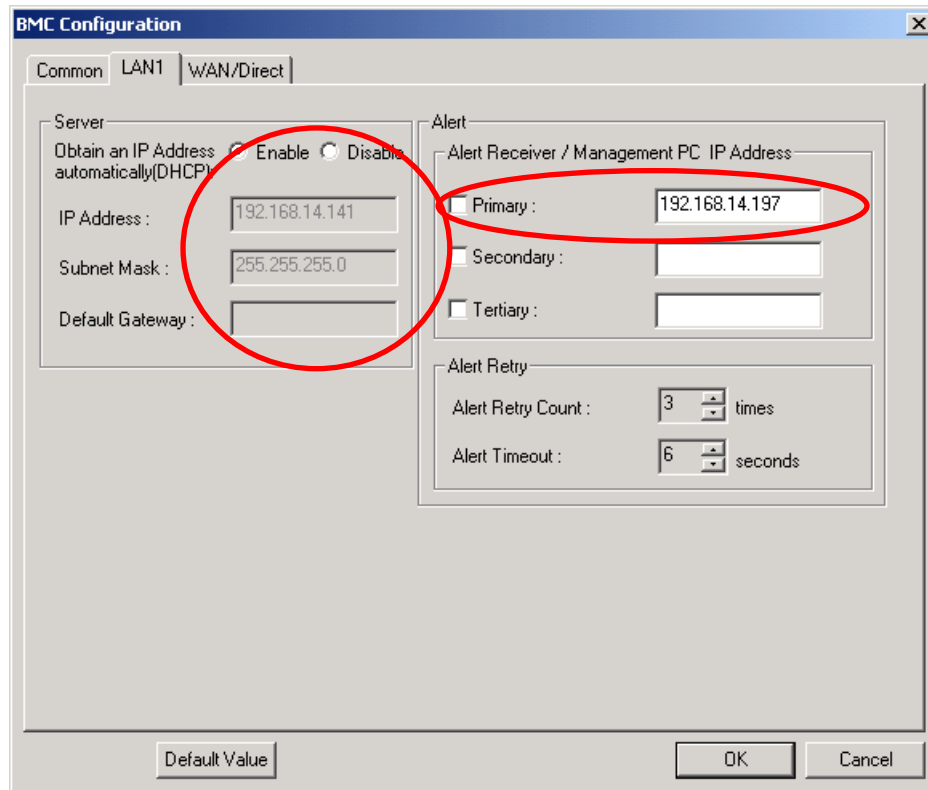 BMC Configuration
Common LAN1 WAN/Direct
Server
Obtain an IP Address automatically(DHCP): Enable Disable
IP Address : 192.168.14.141
Subnet Mask : 255.255.255.0
Default Gateway :
Alert
Alert Receiver / Management PC IP Address
Primary : 192.168.14.197
Secondary :
Tertiary :
Alert Retry
Alert Retry Count : 3 times
Alert Timeout : 6 seconds
Default Value OK Cancel